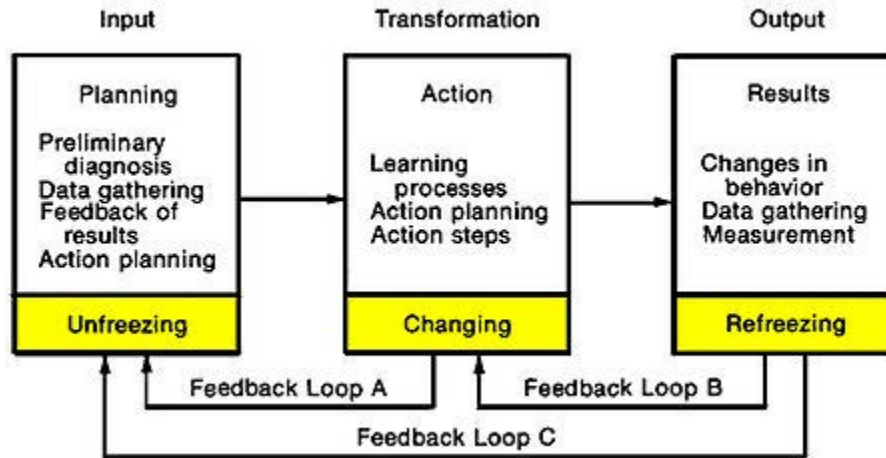 Input
Transformation
Output
Planning
Preliminary
diagnosis
Data gathering
Feedback of
results
Action planning
Unfreezing
Action
Learning
processes
Action planning
Action steps
Changing
Results
Changes in
behavior
Data gathering
Measurement
Refreezing
Feedback Loop A
Feedback Loop B
Feedback Loop C